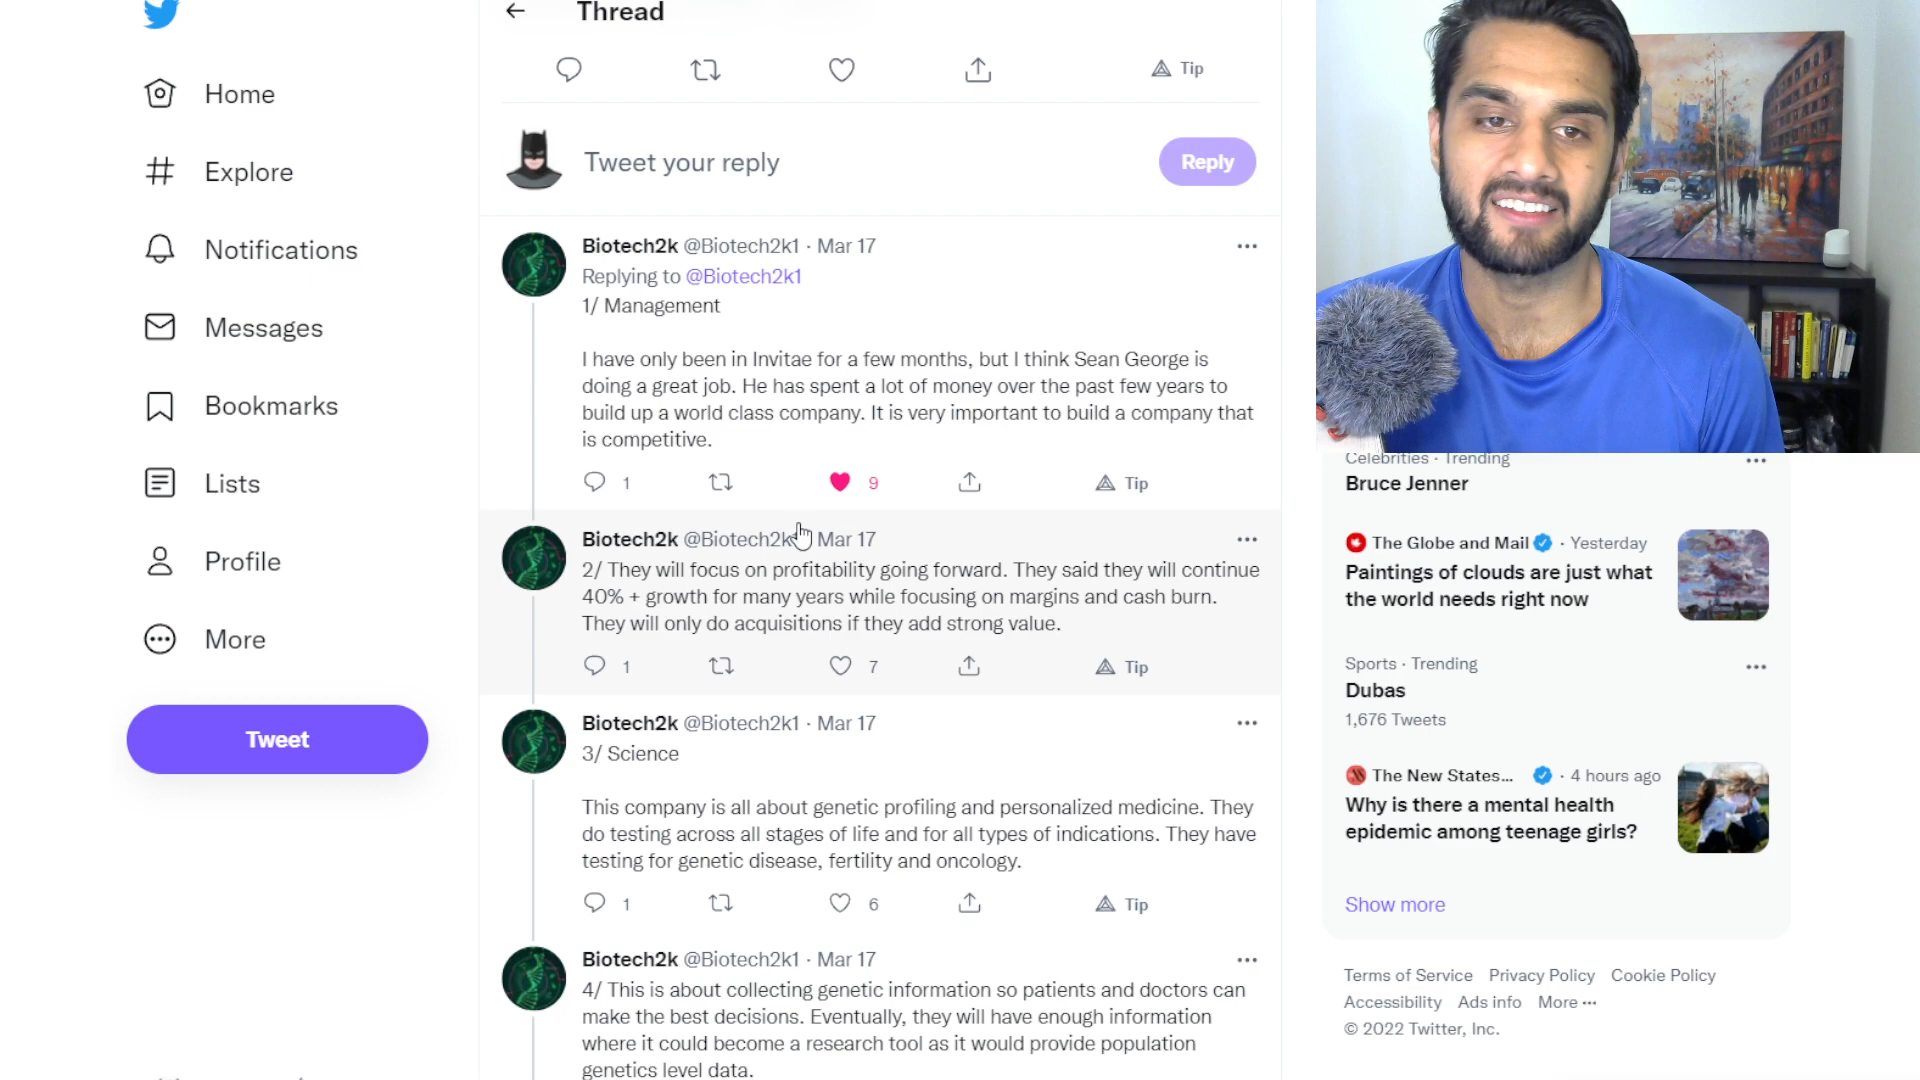 Thread
Tip
Home
Explore
Notifications
Messages
Bookmarks
Lists
Profile
More
Tweet
Tweet your reply
Reply
Biotech2k @Biotech2k1 · Mar 17
Replying to @Biotech2k1
1/ Management
I have only been in Invitae for a few months, but I think Sean George is
doing a great job. He has spent a lot of money over the past few years to
build up a world class company. It is very important to build a company that
is competitive.
1
9
Tip
Biotech2k @Biotech2k Mar 17
2/ They will focus on profitability going forward. They said they will continue
40% + growth for many years while focusing on margins and cash burn.
They will only do acquisitions if they add strong value.
1
7
Tip
Biotech2k @Biotech2k1 · Mar 17
3/ Science
This company is all about genetic profiling and personalized medicine. They
do testing across all stages of life and for all types of indications. They have
testing for genetic disease, fertility and oncology.
1
6
Tip
Biotech2k @Biotech2k1 · Mar 17
4/ This is about collecting genetic information so patients and doctors can
make the best decisions. Eventually, they will have enough information
where it could become a research tool as it would provide population
genetics level data.
Celebrities · Trending
Bruce Jenner
The Globe and Mail · Yesterday
Paintings of clouds are just what
the world needs right now
Sports · Trending
Dubas
1,676 Tweets
The New States... · 4 hours ago
Why is there a mental health
epidemic among teenage girls?
Show more
Terms of Service Privacy Policy Cookie Policy
Accessibility Ads info More ···
© 2022 Twitter, Inc.